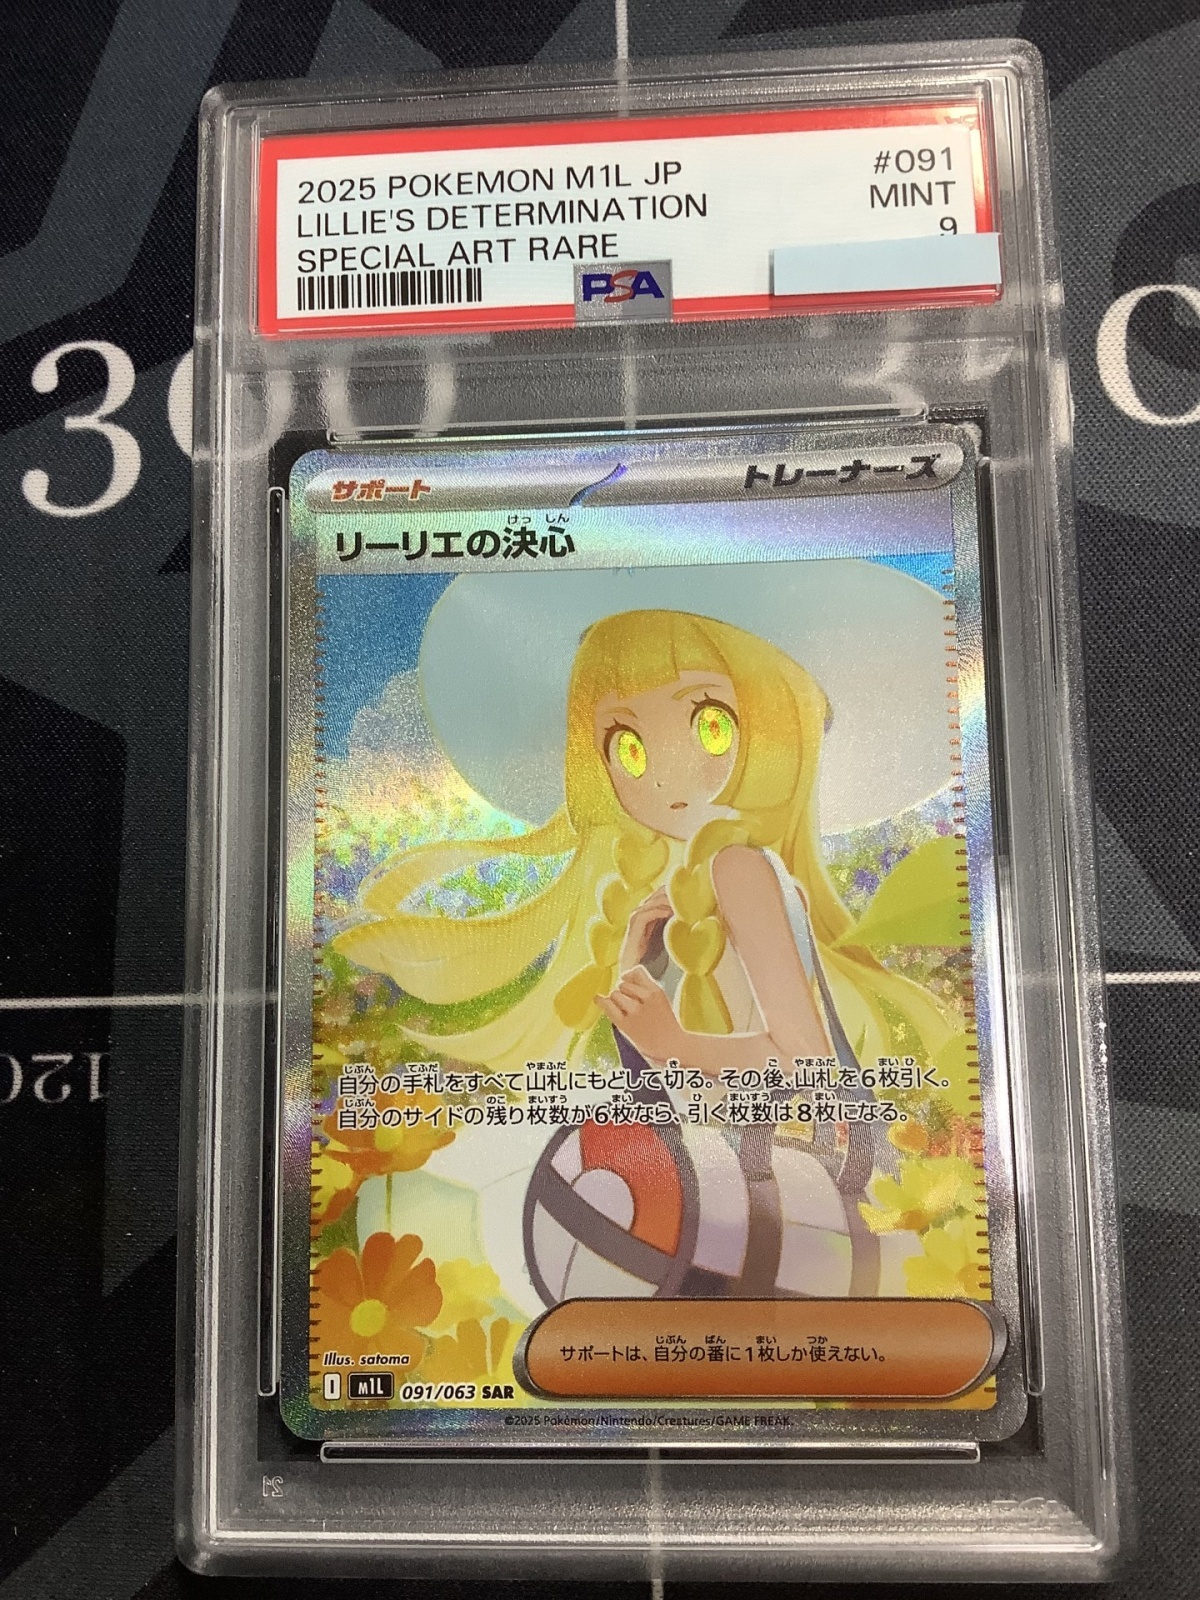 2025 POKEMON M1L JP #091
LILLIE'S DETERMINATION MINT
SPECIAL ART RARE 9
PSA
30
サポート トレーナーズ
けっ しん
リーリエの決心
じぶん てふだ やまふだ き ご やまふだ まい ひ
自分の手札をすべて山札にもどして切る。その後、山札を6枚引く。
じぶん のこ まいすう まい ひ まいすう まい
自分のサイドの残り枚数が6枚なら、引く枚数は8枚になる。
120
じぶん ばん まい つか
サポートは、自分の番に1枚しか使えない。
Illus. satoma
I M1L 091/063 SAR
©2025 Pokémon/Nintendo/Creatures/GAME FREAK.
21